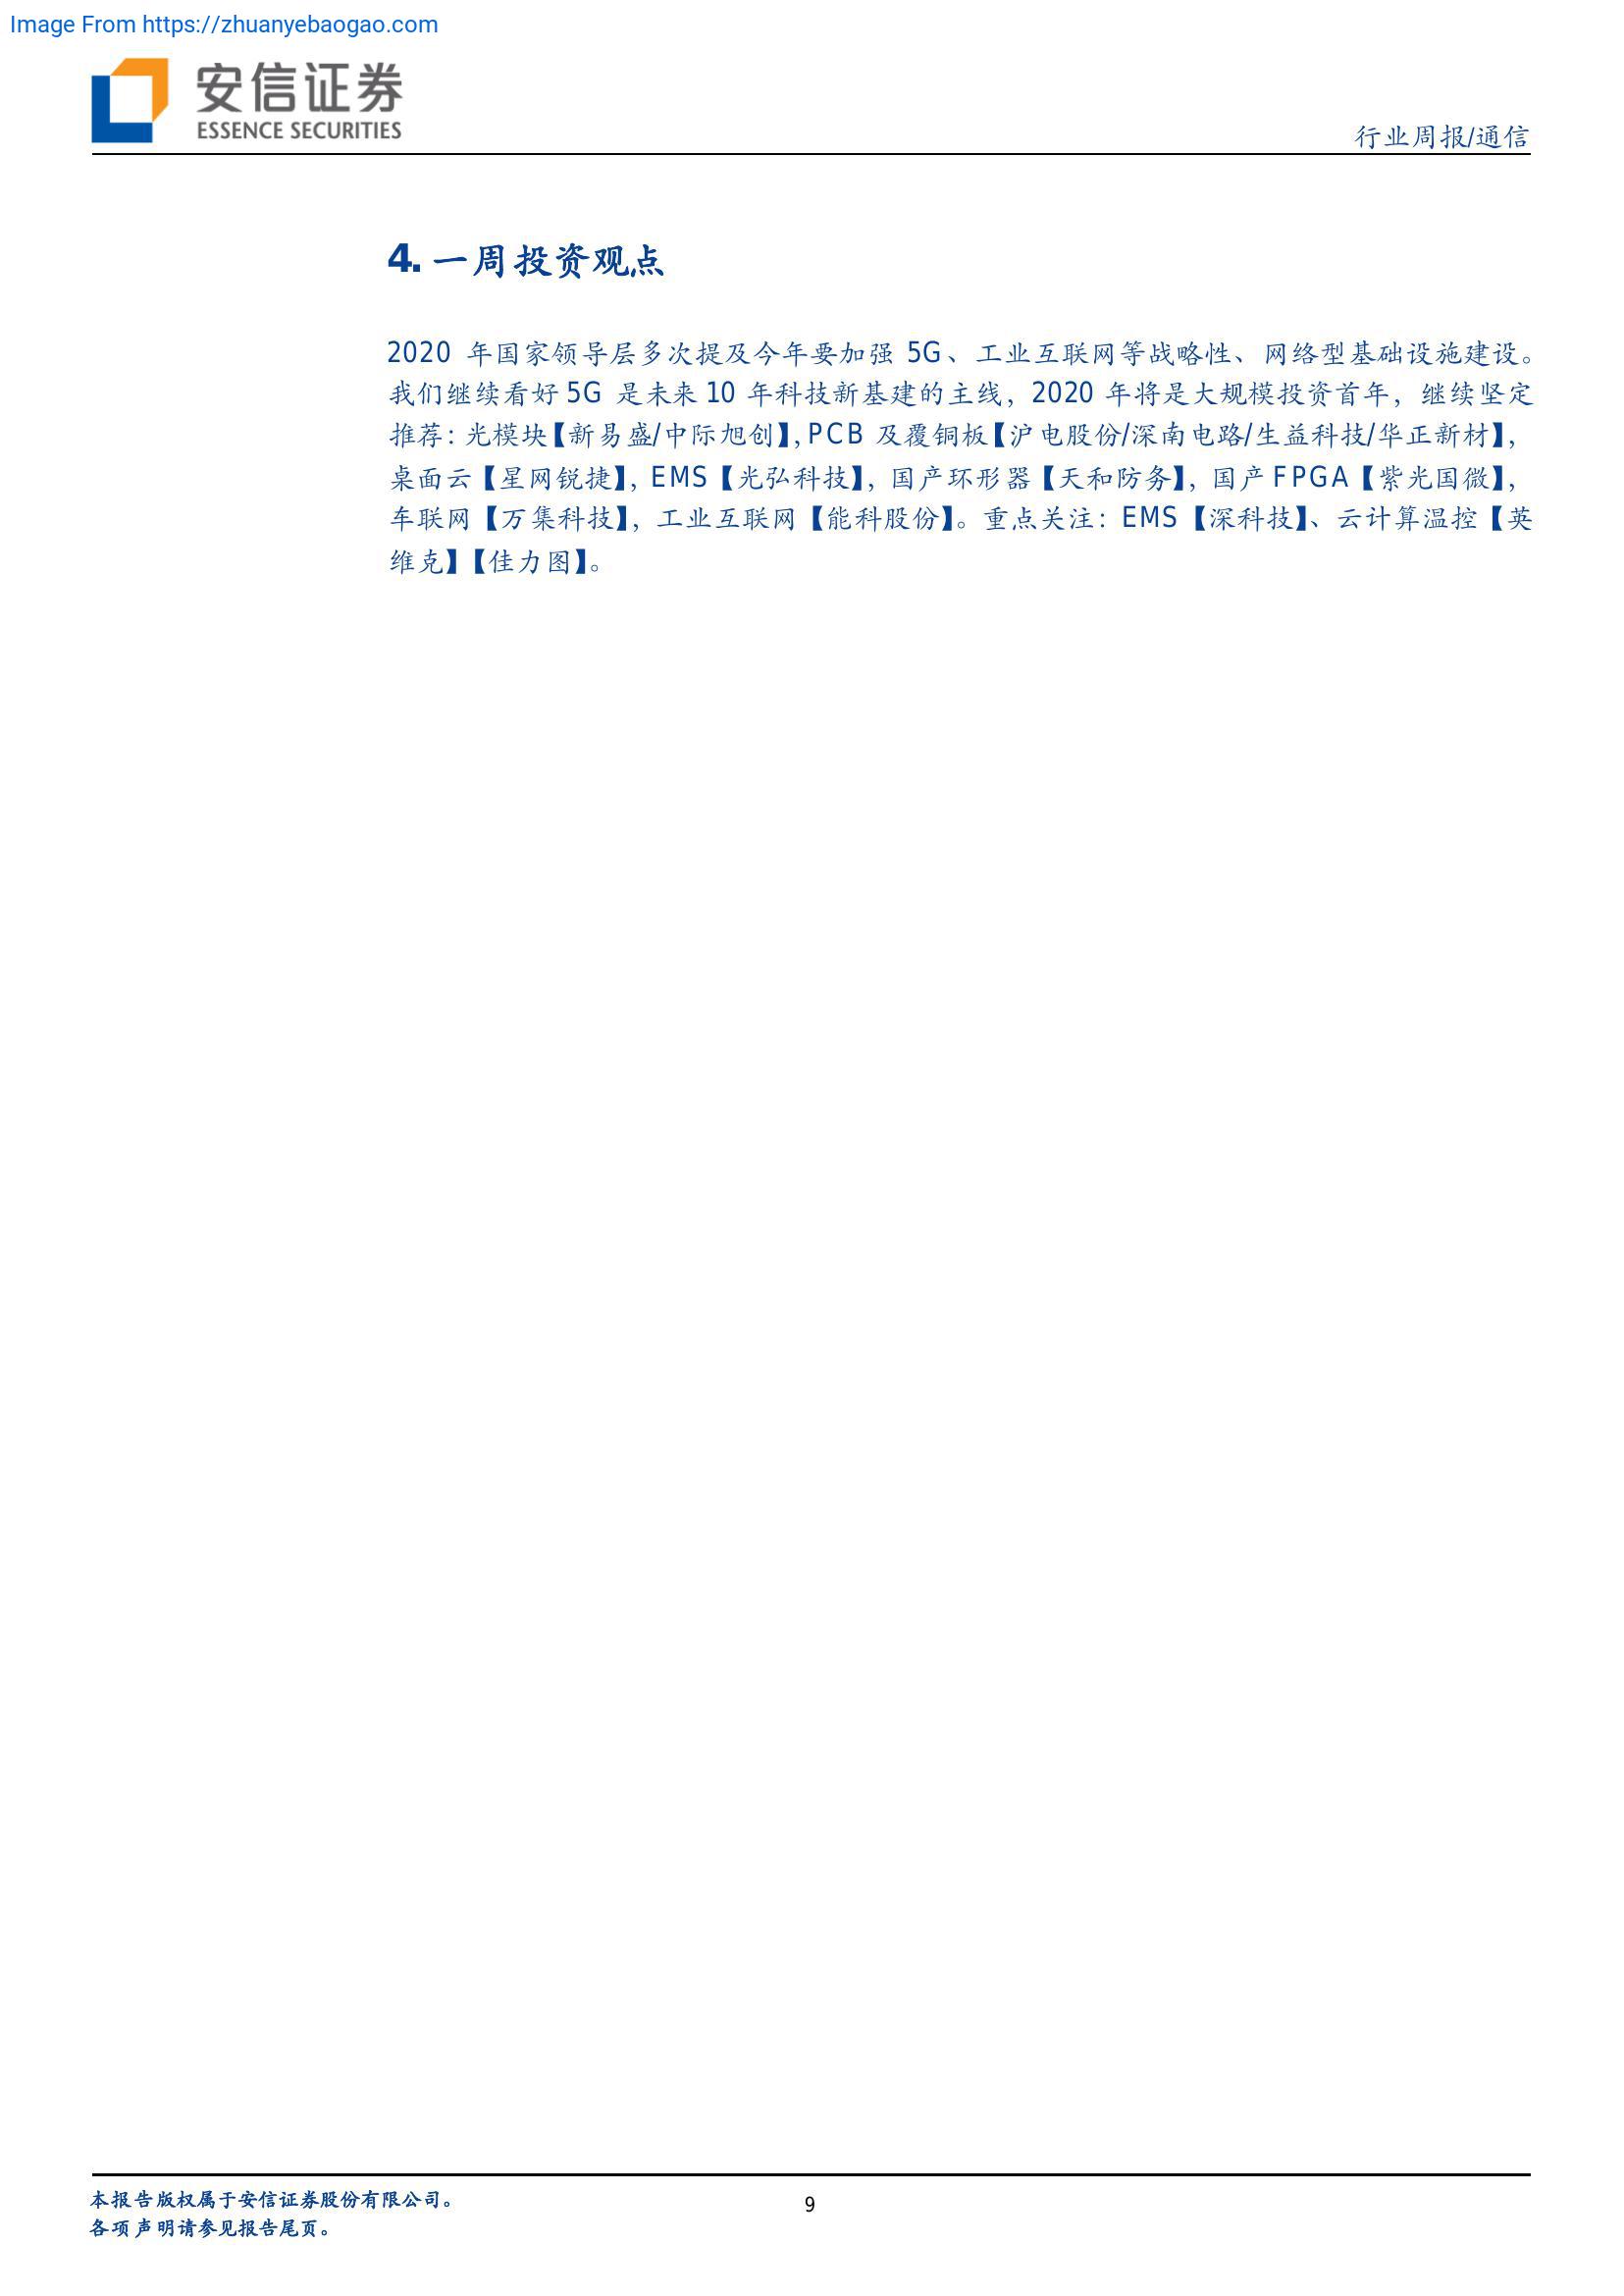 Image From https://zhuanyebaogao.com
安信证券
ESSENCE SECURITIES
行业周报/通信
4. 一周投资观点
2020 年国家领导层多次提及今年要加强 5G、工业互联网等战略性、网络型基础设施建设。
我们继续看好 5G 是未来 10 年科技新基建的主线，2020 年将是大规模投资首年，继续坚定
推荐：光模块【新易盛/中际旭创】，PCB 及覆铜板【沪电股份/深南电路/生益科技/华正新材】，
桌面云【星网锐捷】，EMS【光弘科技】，国产环形器【天和防务】，国产 FPGA【紫光国微】，
车联网【万集科技】，工业互联网【能科股份】。重点关注：EMS【深科技】、云计算温控【英
维克】【佳力图】。
本报告版权属于安信证券股份有限公司。
9
各项声明请参见报告尾页。